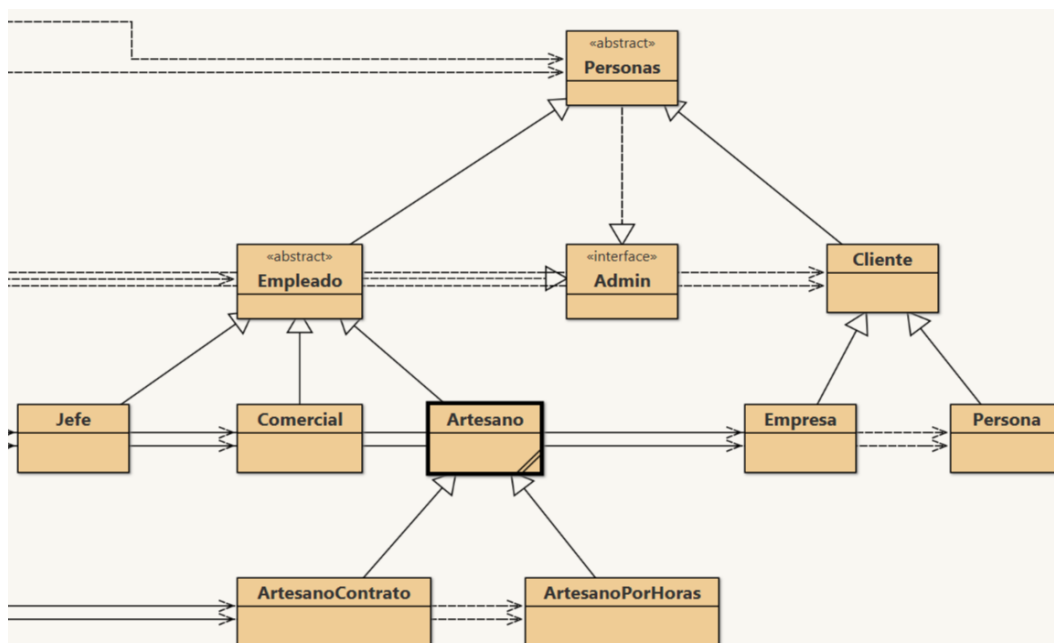 «abstract»
Personas
«abstract»
Empleado
«interface»
Admin
Cliente
Jefe
Comercial
Artesano
Empresa
Persona
ArtesanoContrato
ArtesanoPorHoras